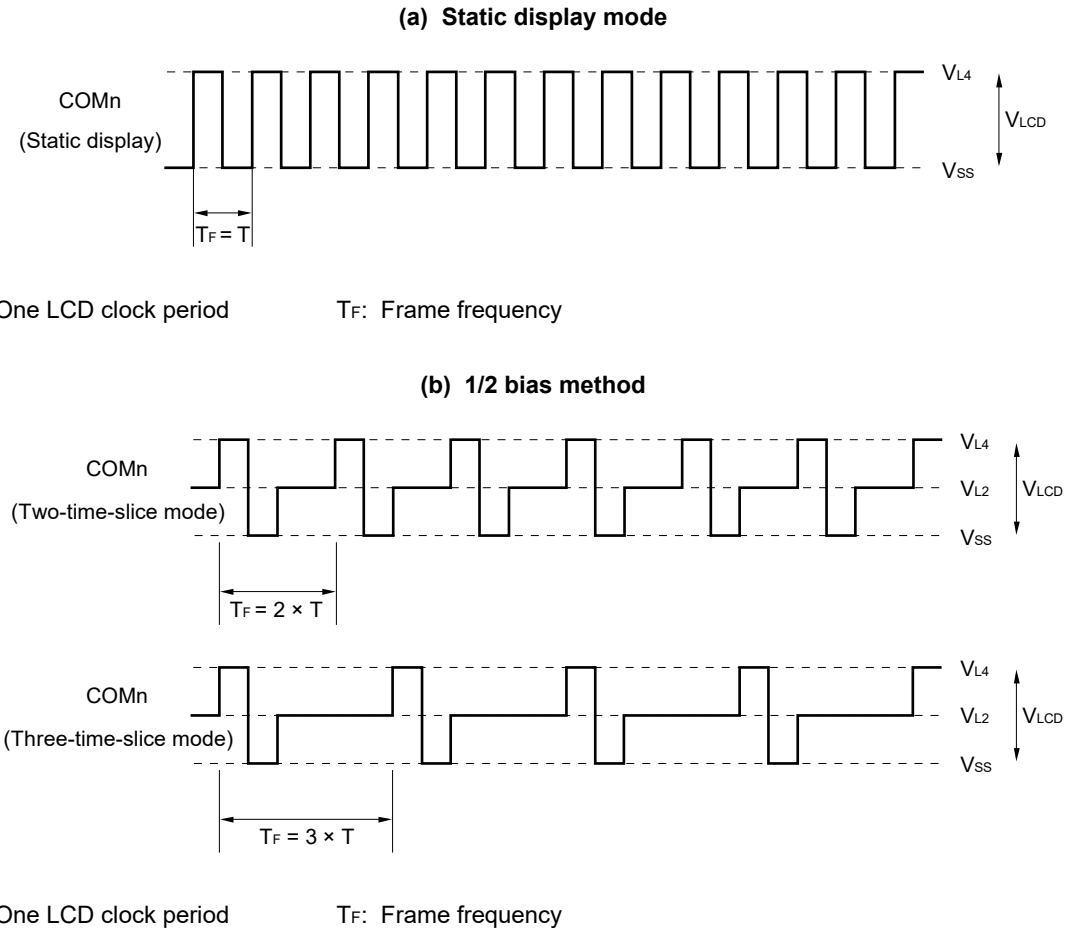 (a) Static display mode
COMn
(Static display)
VL4
VLCD
VSS
TF = T
One LCD clock period TF: Frame frequency
(b) 1/2 bias method
COMn
(Two-time-slice mode)
VL4
VL2
VLCD
VSS
TF = 2 × T
COMn
(Three-time-slice mode)
VL4
VL2
VLCD
VSS
TF = 3 × T
One LCD clock period TF: Frame frequency